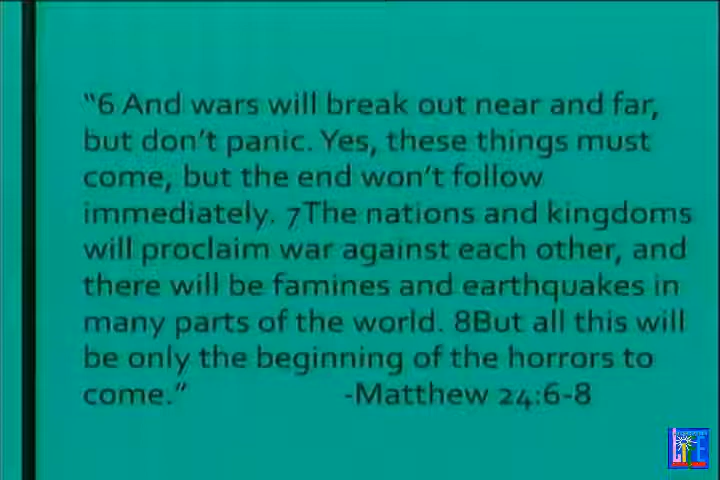 “6 And wars will break out near and far,
but don’t panic. Yes, these things must
come, but the end won’t follow
immediately. 7The nations and kingdoms
will proclaim war against each other, and
there will be famines and earthquakes in
many parts of the world. 8But all this will
be only the beginning of the horrors to
come.” -Matthew 24:6-8